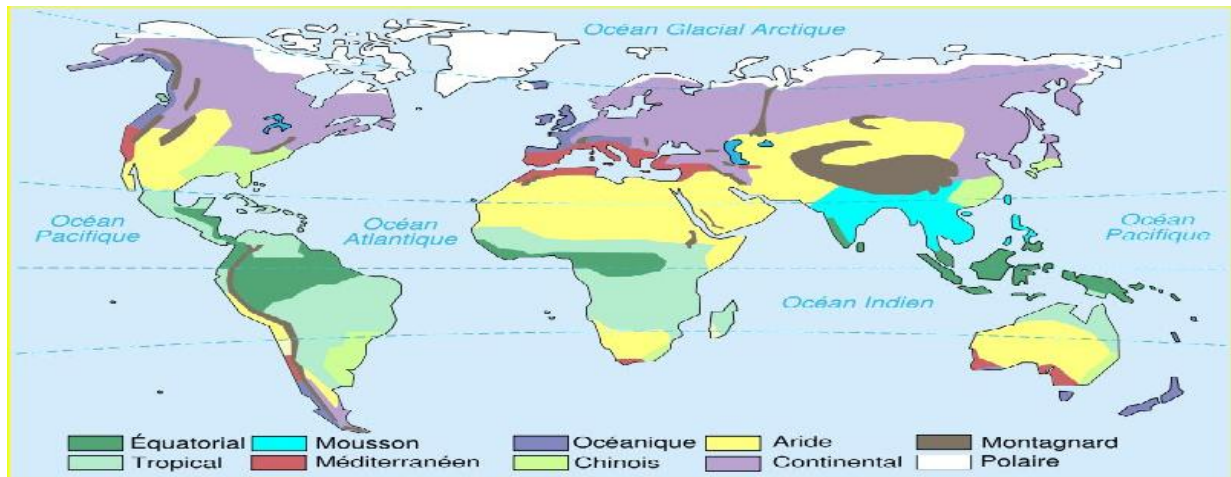 Océan Glacial Arctique
Océan
Pacifique
Océan
Atlantique
Océan
Pacifique
Océan Indien
Équatorial
Mousson
Océanique
Aride
Montagnard
Tropical
Méditerranéen
Chinois
Continental
Polaire